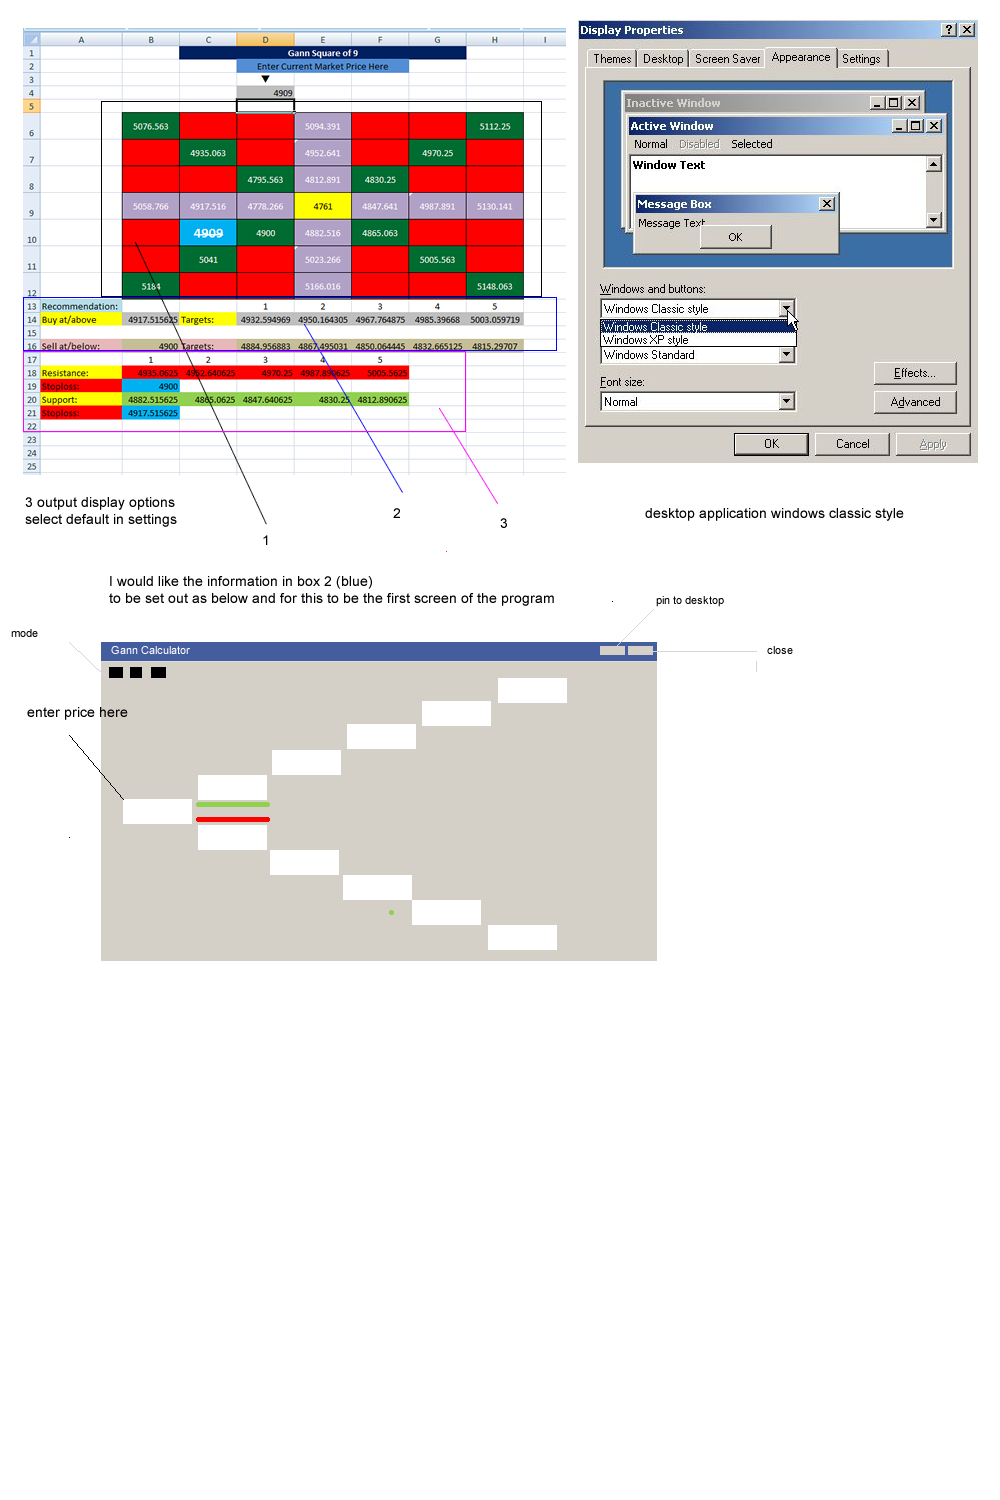 A B C D E F G H I
1 Gann Square of 9
2 Enter Current Market Price Here
3 ▼
4 4909
5
6 5076.563 5094.391 5112.25
7 4935.063 4952.641 4970.25
8 4795.563 4812.891 4830.25
9 5058.766 4917.516 4778.266 4761 4847.641 4987.891 5130.141
10 4909 4900 4882.516 4865.063
11 5041 5023.266 5005.563
12 5184 5166.016 5148.063
13 Recommendation: 1 2 3 4 5
14 Buy at/above 4917.515625 Targets: 4932.594969 4950.164305 4967.764875 4985.39668 5003.059719
15
16 Sell at/below: 4900 Targets: 4884.956883 4867.495031 4850.064445 4832.665125 4815.29707
17 1 2 3 4 5
18 Resistance: 4935.0625 4952.640625 4970.25 4987.890625 5005.5625
19 Stoploss: 4900
20 Support: 4882.515625 4865.0625 4847.640625 4830.25 4812.890625
21 Stoploss: 4917.515625
22
23
24
25
3 output display options
select default in settings
1
2
3
Display Properties
Themes Desktop Screen Saver Appearance Settings
Inactive Window
Active Window
Normal Disabled Selected
Window Text
Message Box
Message Text
OK
Windows and buttons:
Windows Classic style
Windows Classic style
Windows XP style
Windows Standard
Font size:
Normal
Effects...
Advanced
OK Cancel Apply
desktop application windows classic style
I would like the information in box 2 (blue)
to be set out as below and for this to be the first screen of the program
pin to desktop
mode
Gann Calculator
close
enter price here